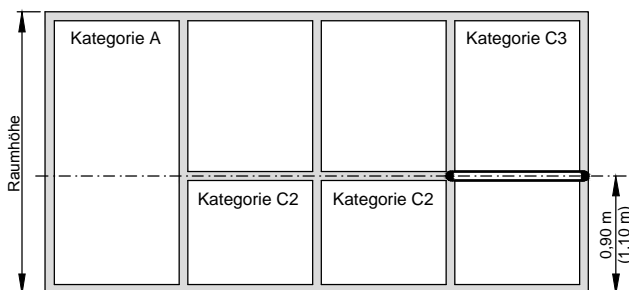 Kategorie A
Kategorie C3
Raumhöhe
Kategorie C2
Kategorie C2
0,90 m
(1,10 m)